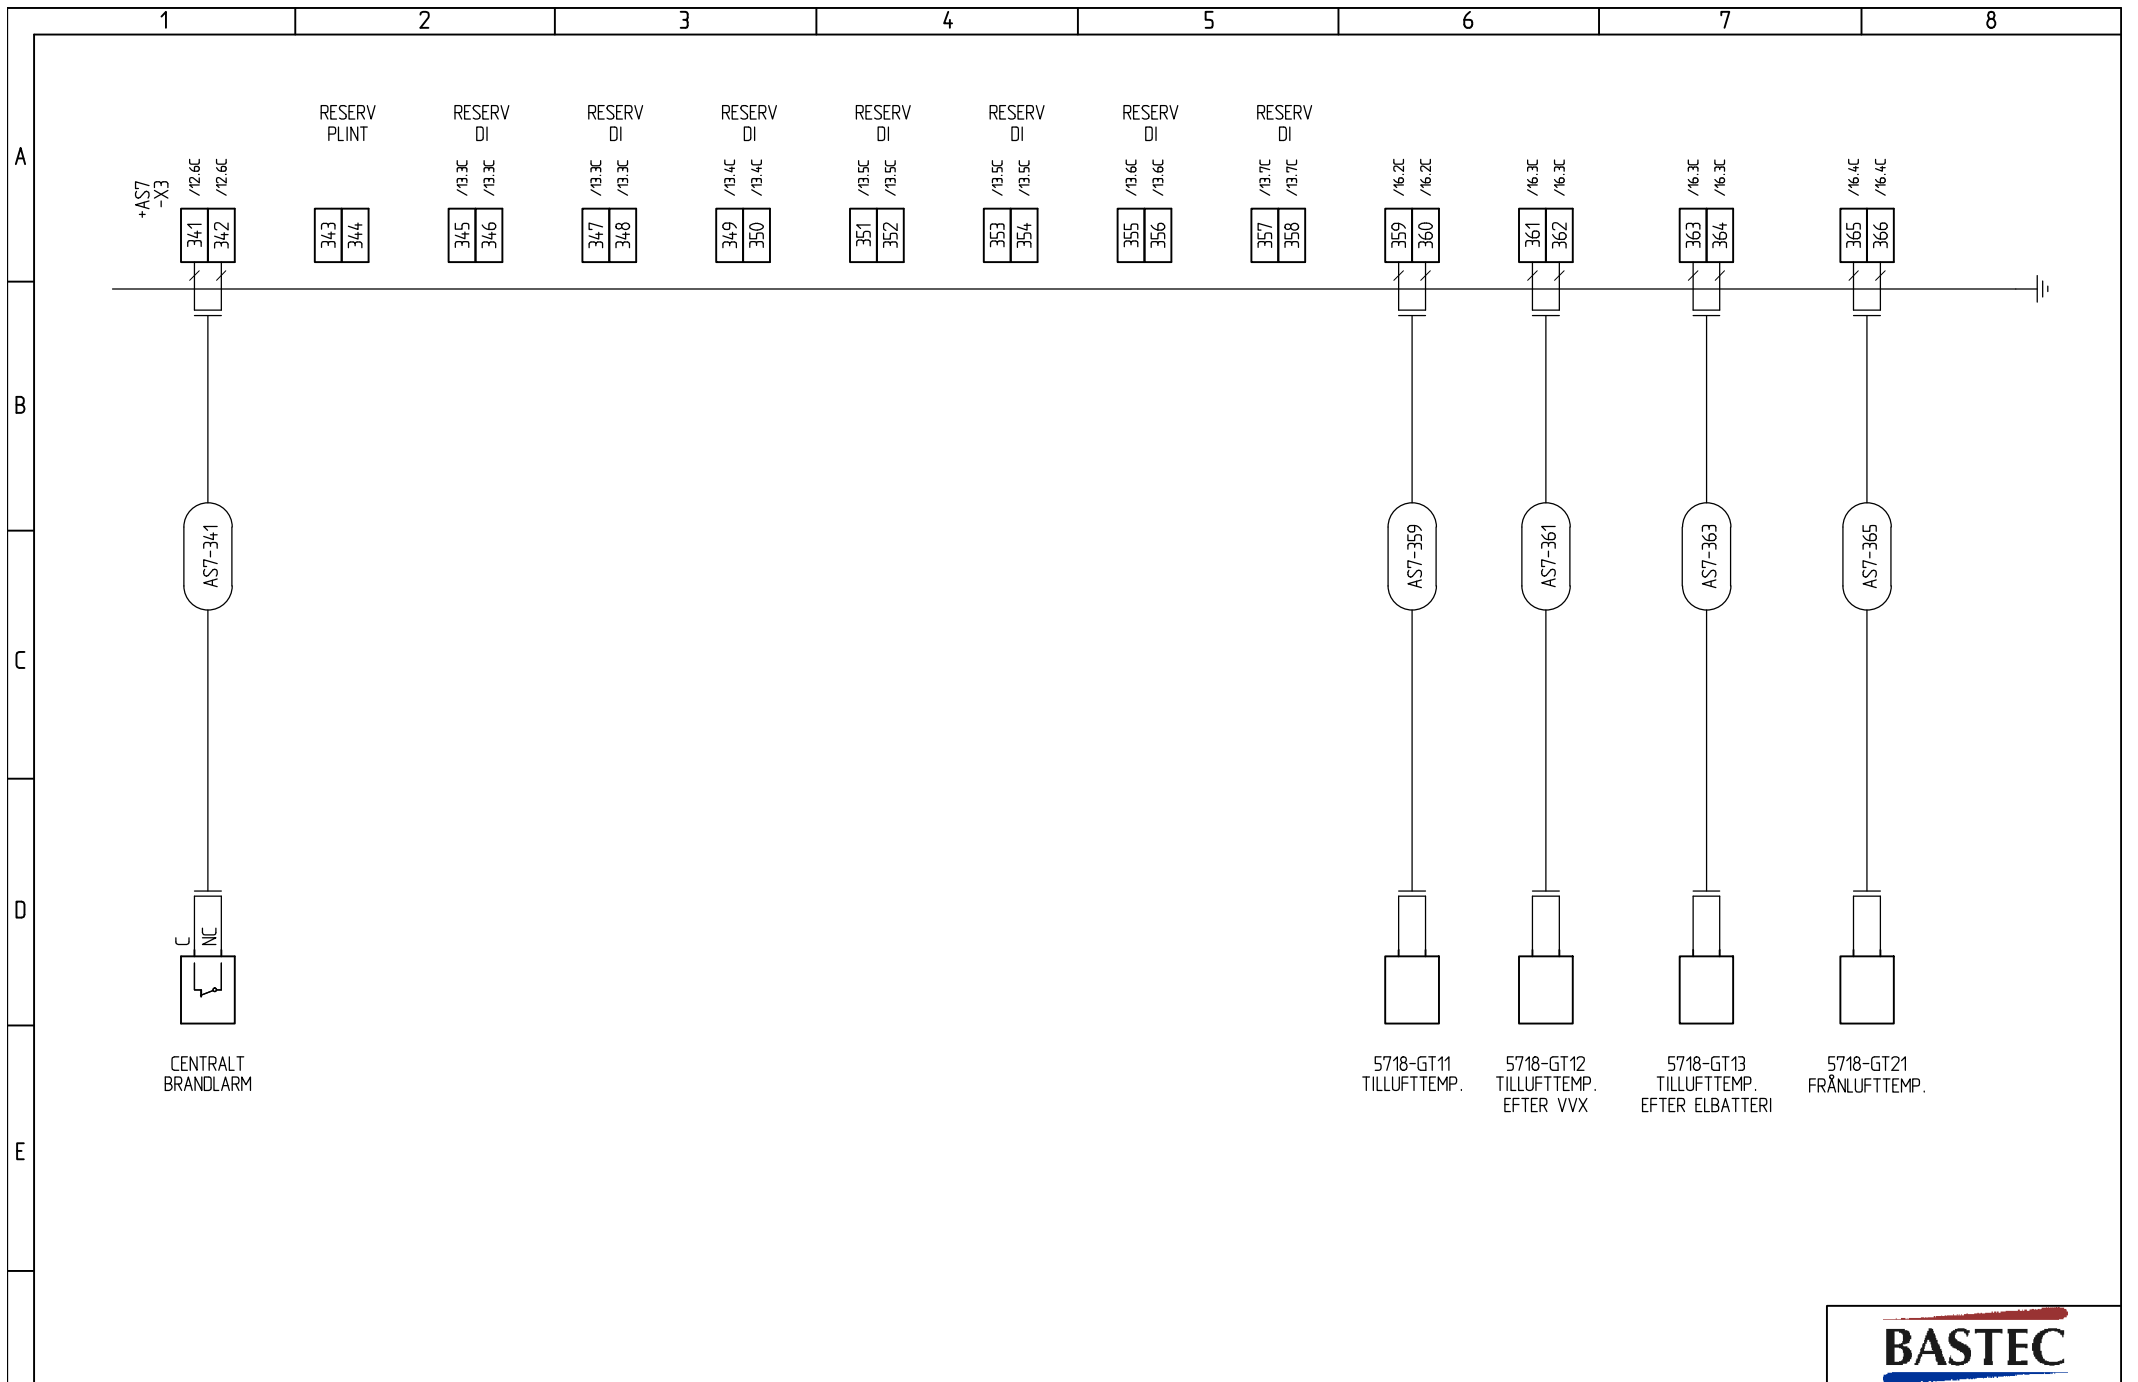 1 2 3 4 5 6 7 8
A
B
C
D
E
RESERV PLINT
RESERV DI
RESERV DI
RESERV DI
RESERV DI
RESERV DI
RESERV DI
RESERV DI
+AS7
-X3
/12.6C /12.6C
/13.3C /13.3C
/13.3C /13.3C
/13.4C /13.4C
/13.5C /13.5C
/13.5C /13.5C
/13.6C /13.6C
/13.7C /13.7C
/16.2C /16.2C
/16.3C /16.3C
/16.3C /16.3C
/16.4C /16.4C
341 342
343 344
345 346
347 348
349 350
351 352
353 354
355 356
357 358
359 360
361 362
363 364
365 366
AS7-341
AS7-359
AS7-361
AS7-363
AS7-365
C
NC
CENTRALT
BRANDLARM
5718-GT11
TILLUFTTEMP.
5718-GT12
TILLUFTTEMP.
EFTER VVX
5718-GT13
TILLUFTTEMP.
EFTER ELBATTERI
5718-GT21
FRÅNLUFTTEMP.
BASTEC